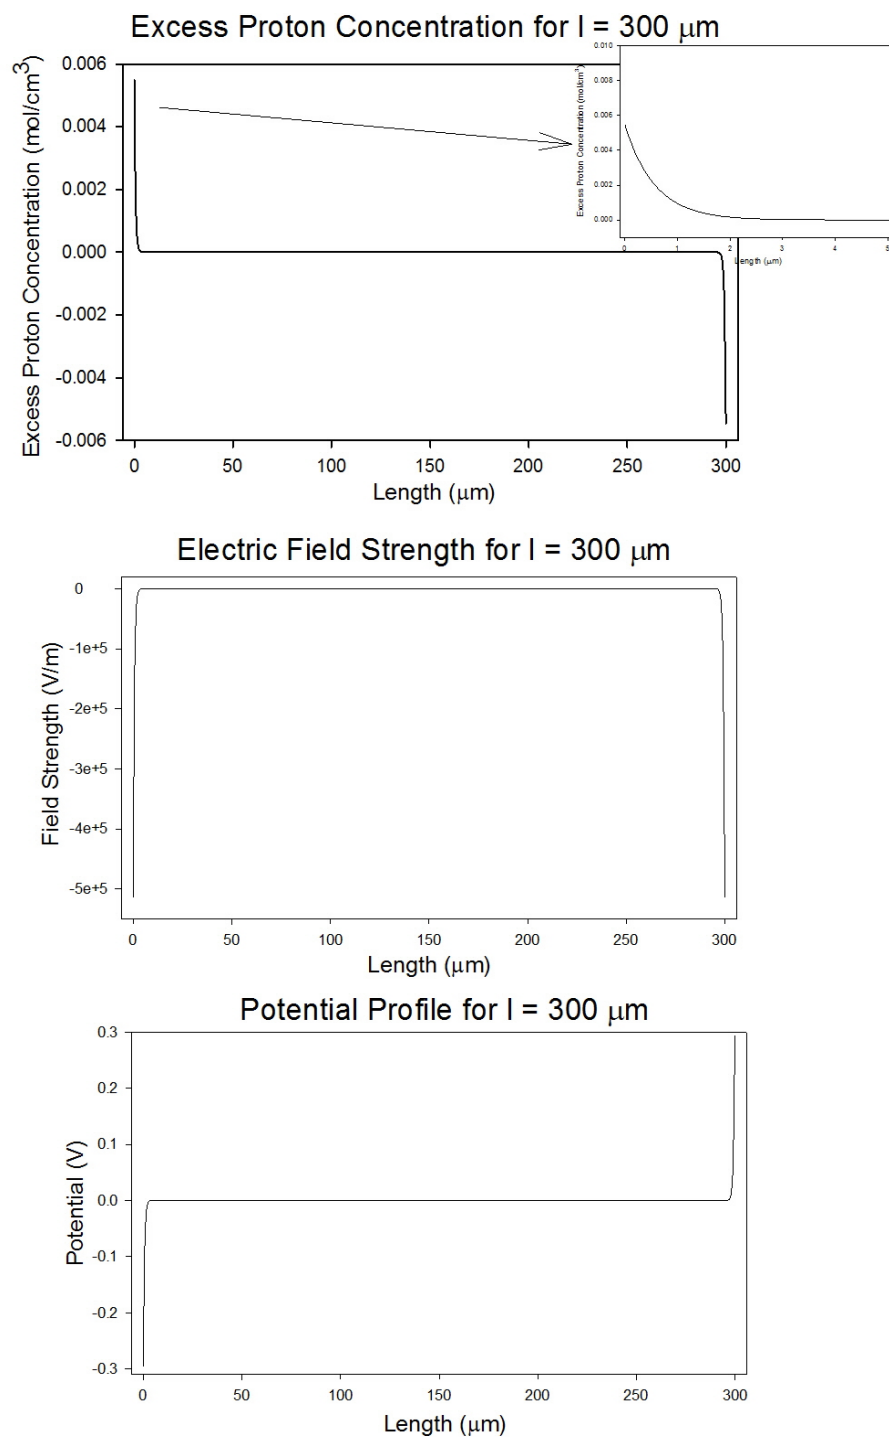 Excess Proton Concentration for l = 300 μm
Excess Proton Concentration (mol/cm³)
0.006
0.004
0.002
0.000
-0.002
-0.004
-0.006
0 50 100 150 200 250 300
Length (μm)
Excess Proton Concentration (mol/cm³)
0.010
0.008
0.006
0.004
0.002
0.000
0 1 2 3 4 5
Length (μm)
Electric Field Strength for l = 300 μm
Field Strength (V/m)
0
-1e+5
-2e+5
-3e+5
-4e+5
-5e+5
0 50 100 150 200 250 300
Length (μm)
Potential Profile for l = 300 μm
Potential (V)
0.3
0.2
0.1
0.0
-0.1
-0.2
-0.3
0 50 100 150 200 250 300
Length (μm)